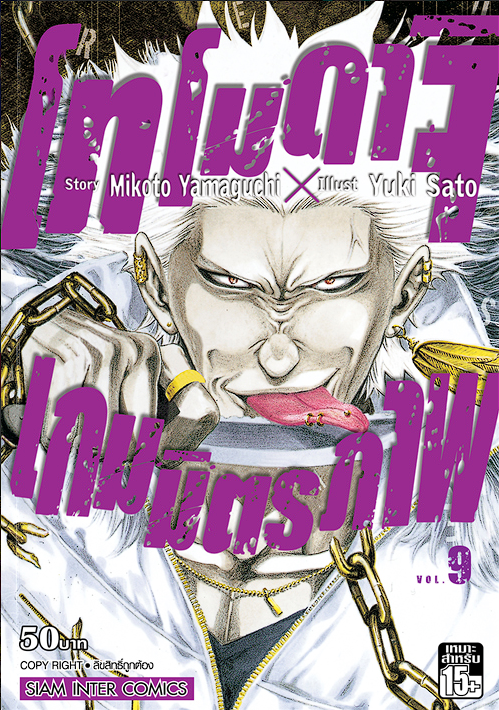 โทโมดาจิ
Story Mikoto Yamaguchi × Illust Yuki Sato
เกมมิตรภาพ
VOL. 9
50 บาท
COPY RIGHT • ลิขสิทธิ์ถูกต้อง
SIAM INTER COMICS
เหมาะ
สำหรับ
15+